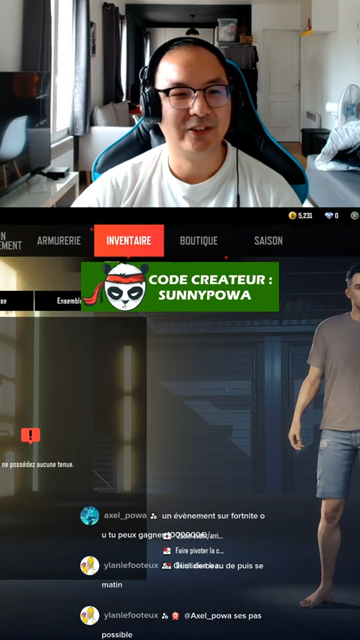 5,231
0
EMENT
ARMURERIE
INVENTAIRE
BOUTIQUE
SAISON
CODE CREATEUR :
SUNNYPOWA
Ensemble
ne possédez aucune tenue.
axel_powa un évènement sur fortnite o
u tu peux gagner
Faire pivoter la c...
ylanlefooteux de puis se
matin
ylanlefooteux @Axel_powa ses pas
possible